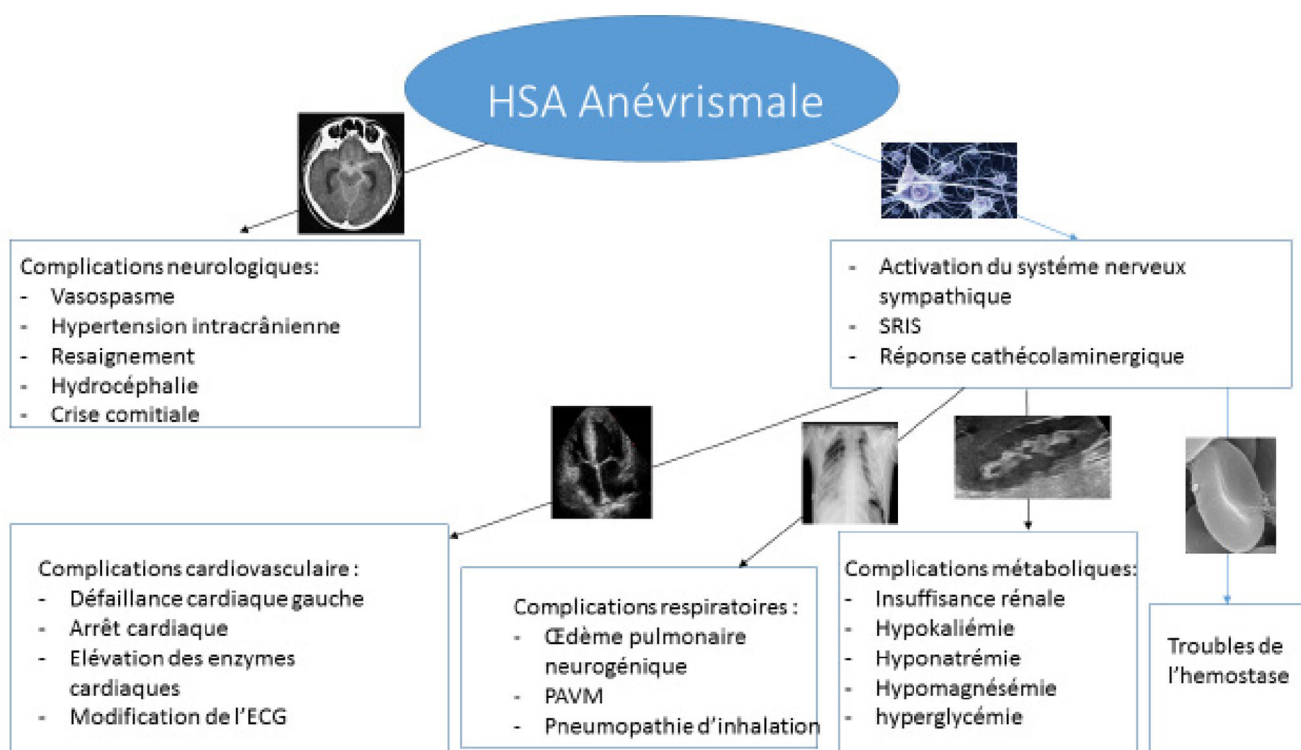 HSA Anévrismale
Complications neurologiques:
- Vasospasme
- Hypertension intracrânienne
- Resaignement
- Hydrocéphalie
- Crise comitiale
- Activation du systéme nerveux
sympathique
- SRIS
- Réponse cathécolaminergique
Complications cardiovasculaire :
- Défaillance cardiaque gauche
- Arrêt cardiaque
- Elévation des enzymes
cardiaques
- Modification de l'ECG
Complications respiratoires :
- Œdème pulmonaire
neurogénique
- PAVM
- Pneumopathie d'inhalation
Complications métaboliques:
- Insuffisance rénale
- Hypokaliémie
- Hyponatrémie
- Hypomagnésémie
- hyperglycémie
Troubles de
l'hemostase